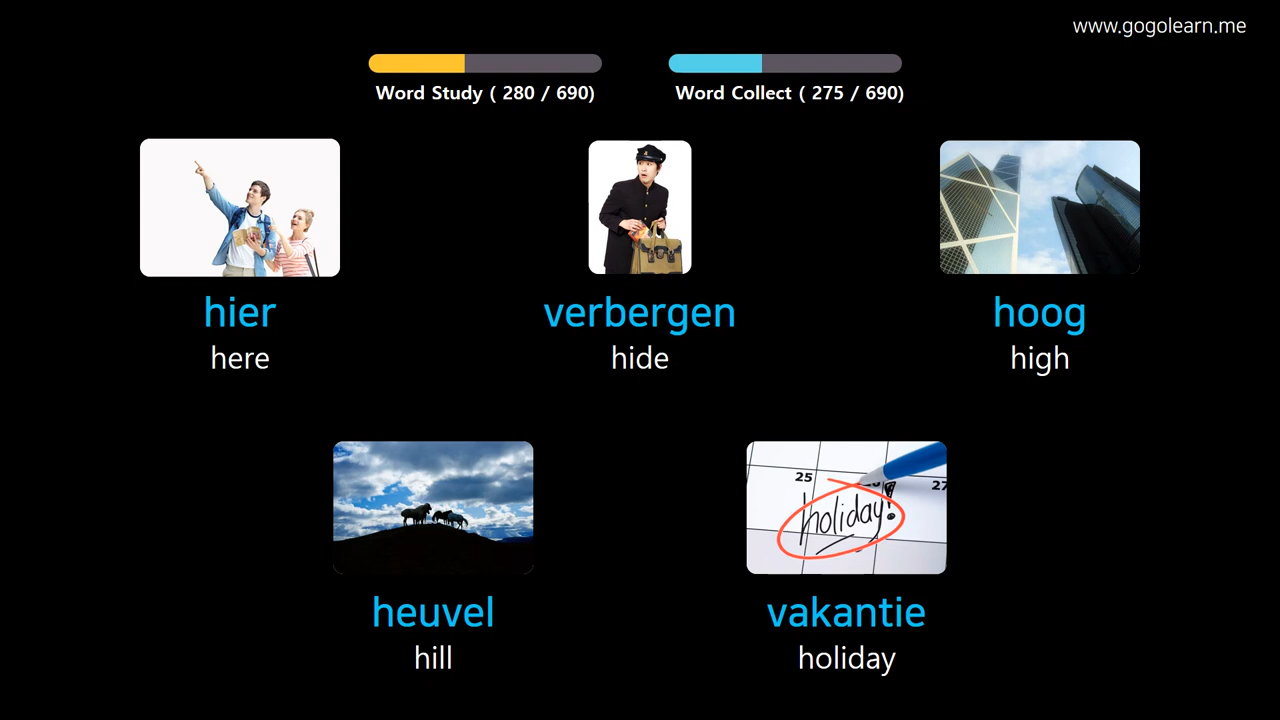 www.gogolearn.me
Word Study ( 280 / 690)
Word Collect ( 275 / 690)
hier
here
verbergen
hide
hoog
high
25
27
holiday!
heuvel
hill
vakantie
holiday